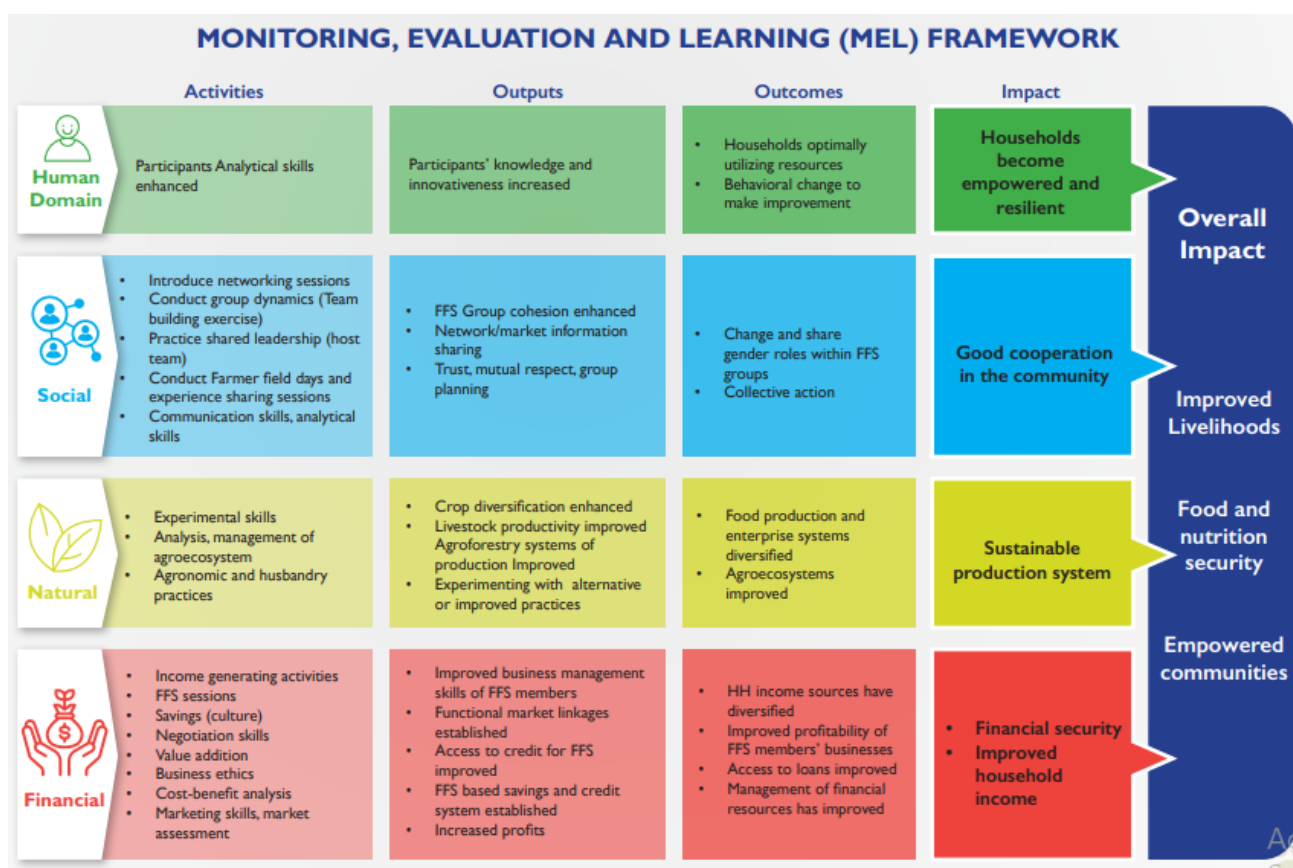 MONITORING, EVALUATION AND LEARNING (MEL) FRAMEWORK
Activities
Outputs
Outcomes
Impact
Human
Domain
Participants Analytical skills
enhanced
Participants' knowledge and
innovativeness increased
• Households optimally
utilizing resources
• Behavioral change to
make improvement
Households
become
empowered and
resilient
Social
• Introduce networking sessions
• Conduct group dynamics (Team
building exercise)
• Practice shared leadership (host
team)
• Conduct Farmer field days and
experience sharing sessions
• Communication skills, analytical
skills
• FFS Group cohesion enhanced
• Network/market information
sharing
• Trust, mutual respect, group
planning
• Change and share
gender roles within FFS
groups
• Collective action
Good cooperation
in the community
Natural
• Experimental skills
• Analysis, management of
agroecosystem
• Agronomic and husbandry
practices
• Crop diversification enhanced
• Livestock productivity improved
Agroforestry systems of
production Improved
• Experimenting with alternative
or improved practices
• Food production and
enterprise systems
diversified
• Agroecosystems
improved
Sustainable
production system
Financial
• Income generating activities
• FFS sessions
• Savings (culture)
• Negotiation skills
• Value addition
• Business ethics
• Cost-benefit analysis
• Marketing skills, market
assessment
• Improved business management
skills of FFS members
• Functional market linkages
established
• Access to credit for FFS
improved
• FFS based savings and credit
system established
• Increased profits
• HH income sources have
diversified
• Improved profitability of
FFS members' businesses
• Access to loans improved
• Management of financial
resources has improved
• Financial security
• Improved
household
income
Overall
Impact
Improved
Livelihoods
Food and
nutrition
security
Empowered
communities